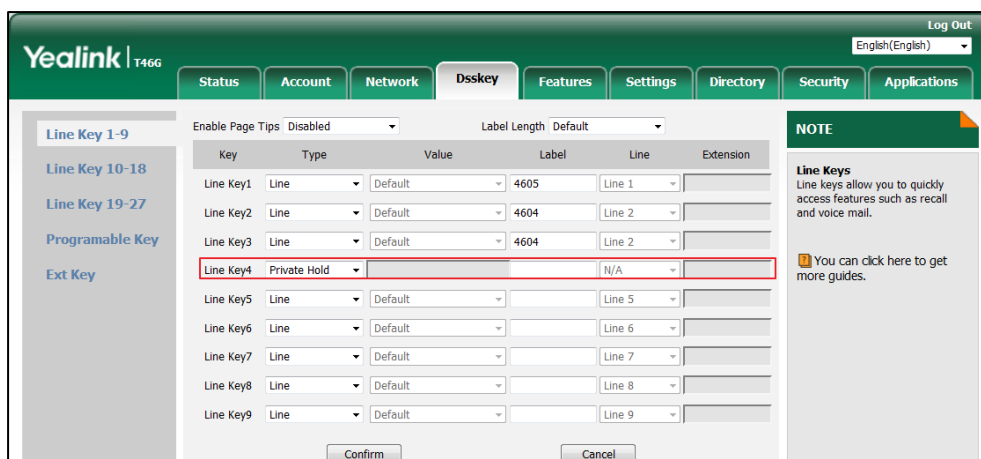 Log Out
Yealink | T46G
English(English)
Status Account Network Dsskey Features Settings Directory Security Applications
Line Key 1-9
Line Key 10-18
Line Key 19-27
Programable Key
Ext Key
Enable Page Tips Disabled Label Length Default
Key Type Value Label Line Extension
Line Key1 Line Default 4605 Line 1
Line Key2 Line Default 4604 Line 2
Line Key3 Line Default 4604 Line 2
Line Key4 Private Hold N/A
Line Key5 Line Default Line 5
Line Key6 Line Default Line 6
Line Key7 Line Default Line 7
Line Key8 Line Default Line 8
Line Key9 Line Default Line 9
Confirm Cancel
NOTE
Line Keys
Line keys allow you to quickly
access features such as recall
and voice mail.
You can click here to get
more guides.